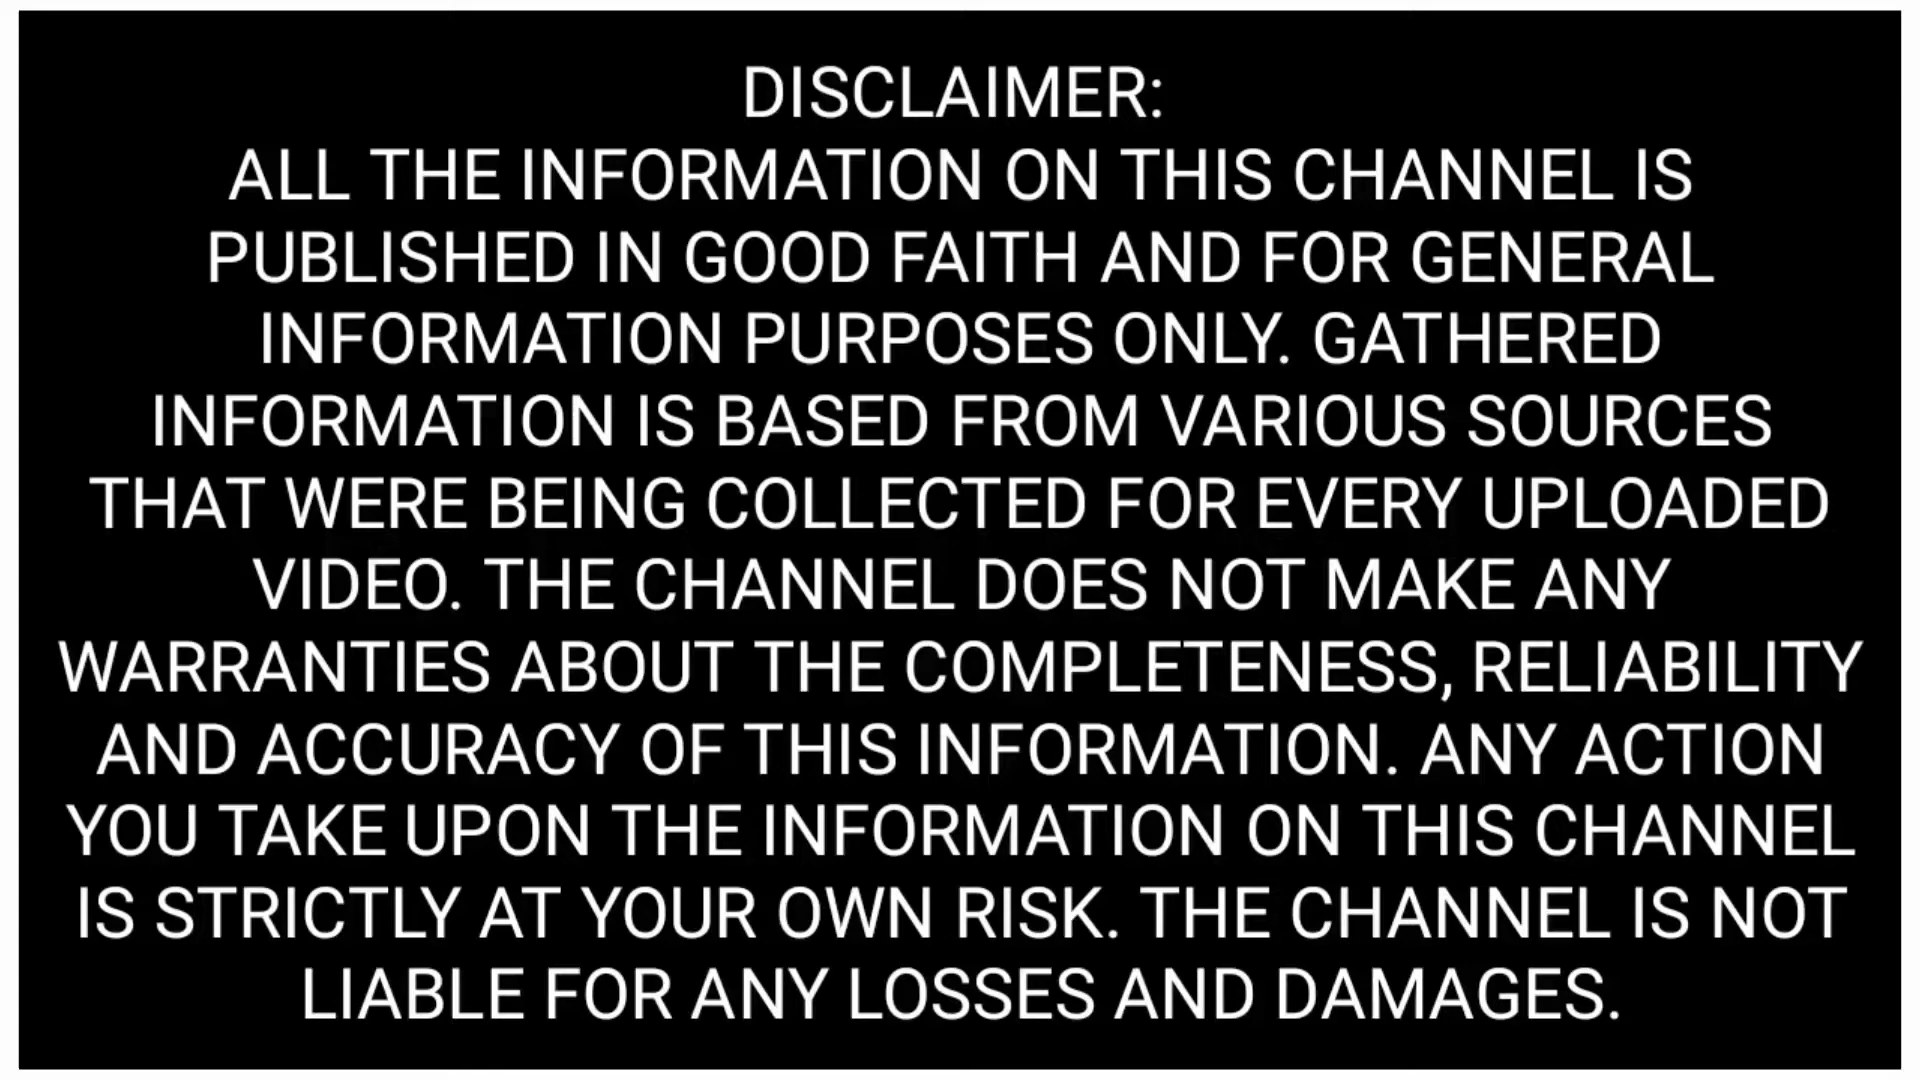 DISCLAIMER:
ALL THE INFORMATION ON THIS CHANNEL IS
PUBLISHED IN GOOD FAITH AND FOR GENERAL
INFORMATION PURPOSES ONLY. GATHERED
INFORMATION IS BASED FROM VARIOUS SOURCES
THAT WERE BEING COLLECTED FOR EVERY UPLOADED
VIDEO. THE CHANNEL DOES NOT MAKE ANY
WARRANTIES ABOUT THE COMPLETENESS, RELIABILITY
AND ACCURACY OF THIS INFORMATION. ANY ACTION
YOU TAKE UPON THE INFORMATION ON THIS CHANNEL
IS STRICTLY AT YOUR OWN RISK. THE CHANNEL IS NOT
LIABLE FOR ANY LOSSES AND DAMAGES.